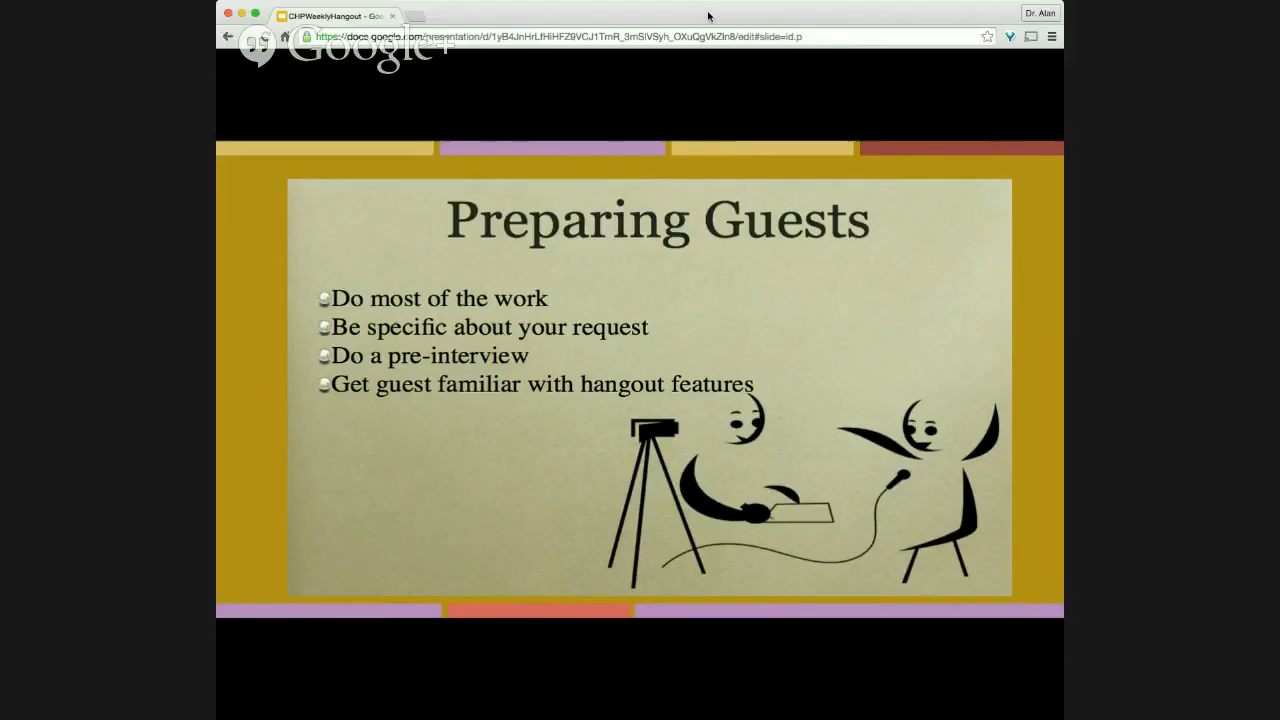 CHPWeeklyHangout - Goo
Dr. Alan
https://docs.google.com/presentation/d/1yB4JnHrLfHiHFZ9VCJ1TmR_3mSiVSyh_OXuQgVkZIn8/edit#slide=id.p
Google+
Preparing Guests
Do most of the work
Be specific about your request
Do a pre-interview
Get guest familiar with hangout features